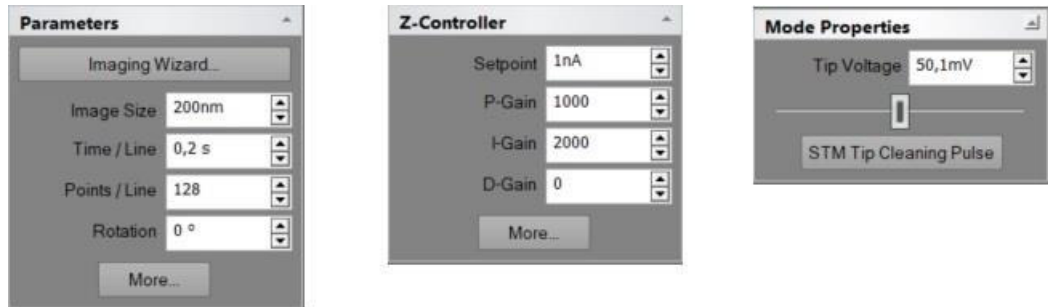 Parameters
Imaging Wizard...
Image Size 200nm
Time / Line 0,2 s
Points / Line 128
Rotation 0 °
More...
Z-Controller
Setpoint 1nA
P-Gain 1000
I-Gain 2000
D-Gain 0
More...
Mode Properties
Tip Voltage 50,1mV
STM Tip Cleaning Pulse